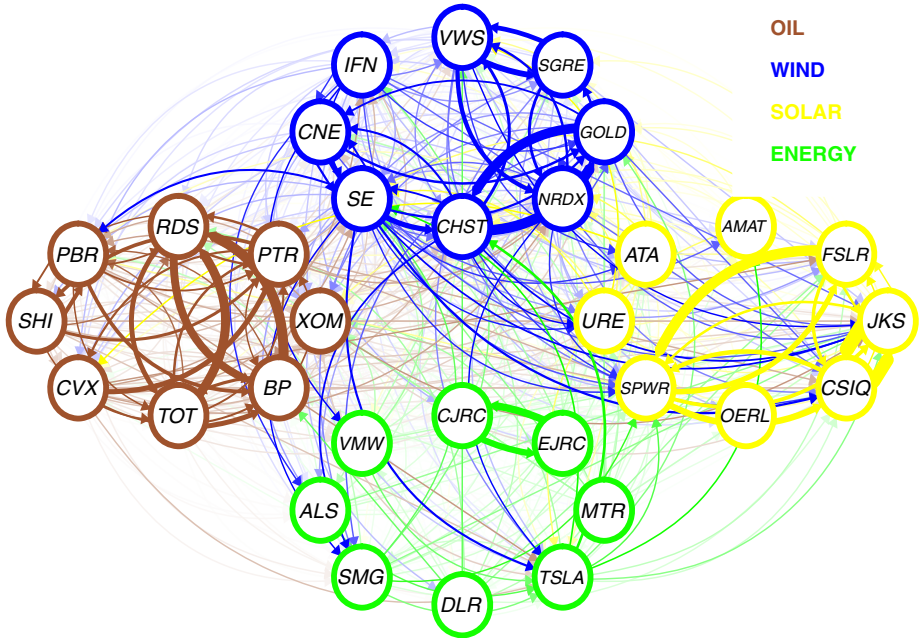 OIL
WIND
SOLAR
ENERGY
VWS
IFN
SGRE
CNE
GOLD
SE
NRDX
CHST
RDS
PBR
PTR
SHI
XOM
CVX
BP
TOT
AMAT
ATA
FSLR
URE
JKS
SPWR
CSIQ
OERL
CJRC
VMW
EJRC
ALS
MTR
SMG
TSLA
DLR